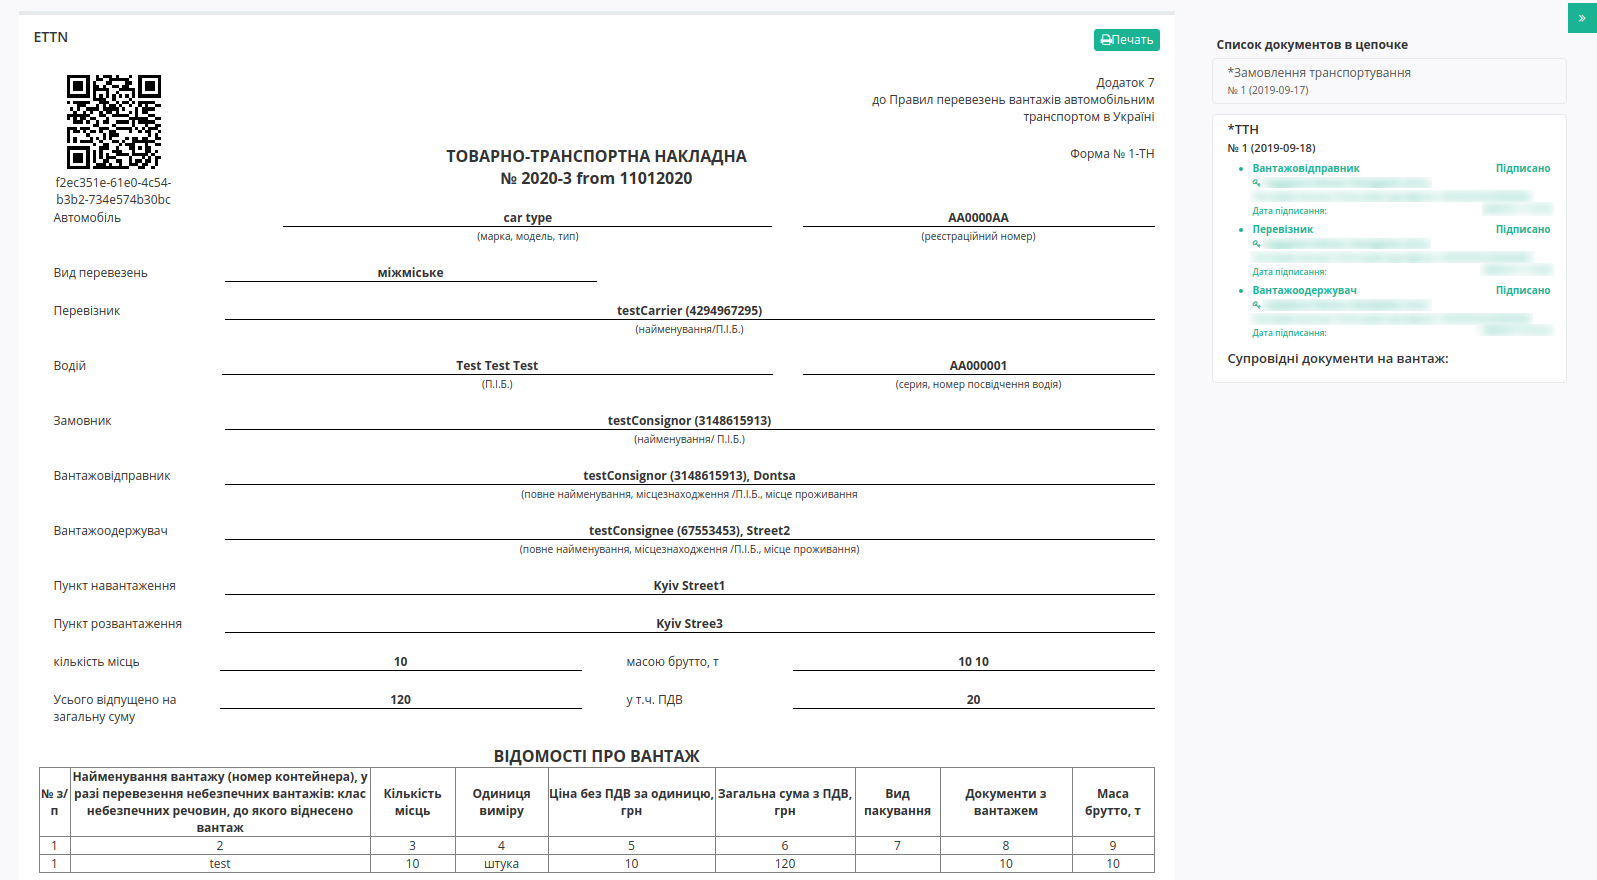 ETTN
Печать
Додаток 7
до Правил перевезень вантажів автомобільним
транспортом в Україні
ТОВАРНО-ТРАНСПОРТНА НАКЛАДНА
Форма № 1-ТН
№ 2020-3 from 11012020
f2ec351e-61e0-4c54-
b3b2-734e574b30bc
Автомобіль car type AA0000AA
(марка, модель, тип) (реєстраційний номер)
Вид перевезень міжміське
Перевізник testCarrier (4294967295)
(найменування/П.І.Б.)
Водій Test Test Test AA000001
(П.І.Б.) (серия, номер посвідчення водія)
Замовник testConsignor (3148615913)
(найменування/ П.І.Б.)
Вантажовідправник testConsignor (3148615913), Dontsa
(повне найменування, місцезнаходження /П.І.Б., місце проживання
Вантажоодержувач testConsignee (67553453), Street2
(повне найменування, місцезнаходження /П.І.Б., місце проживання)
Пункт навантаження Kyiv Street1
Пункт розвантаження Kyiv Stree3
кількість місць 10 масою брутто, т 10 10
Усього відпущено на 120 у т.ч. ПДВ 20
загальну суму
ВІДОМОСТІ ПРО ВАНТАЖ
№ з/
п
Найменування вантажу (номер контейнера), у
разі перевезення небезпечних вантажів: клас
небезпечних речовин, до якого віднесено
вантаж
Кількість
місць
Одиниця
виміру
Ціна без ПДВ за одиницю,
грн
Загальна сума з ПДВ,
грн
Вид
пакування
Документи з
вантажем
Маса
брутто, т
1 2 3 4 5 6 7 8 9
1 test 10 штука 10 120 10 10
»
Список документов в цепочке
*Замовлення транспортування
№ 1 (2019-09-17)
*ТТН
№ 1 (2019-09-18)
Вантажовідправник Підписано
Дата підписання:
Перевізник Підписано
Дата підписання:
Вантажоодержувач Підписано
Дата підписання:
Супровідні документи на вантаж: